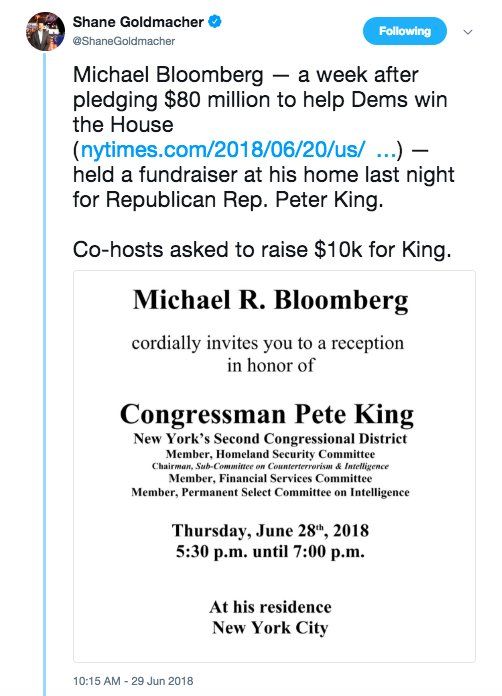 Shane Goldmacher
@ShaneGoldmacher
Following
Michael Bloomberg — a week after
pledging $80 million to help Dems win
the House
(nytimes.com/2018/06/20/us/ ...) —
held a fundraiser at his home last night
for Republican Rep. Peter King.
Co-hosts asked to raise $10k for King.
Michael R. Bloomberg
cordially invites you to a reception
in honor of
Congressman Pete King
New York's Second Congressional District
Member, Homeland Security Committee
Chairman, Sub-Committee on Counterterrorism & Intelligence
Member, Financial Services Committee
Member, Permanent Select Committee on Intelligence
Thursday, June 28th, 2018
5:30 p.m. until 7:00 p.m.
At his residence
New York City
10:15 AM - 29 Jun 2018